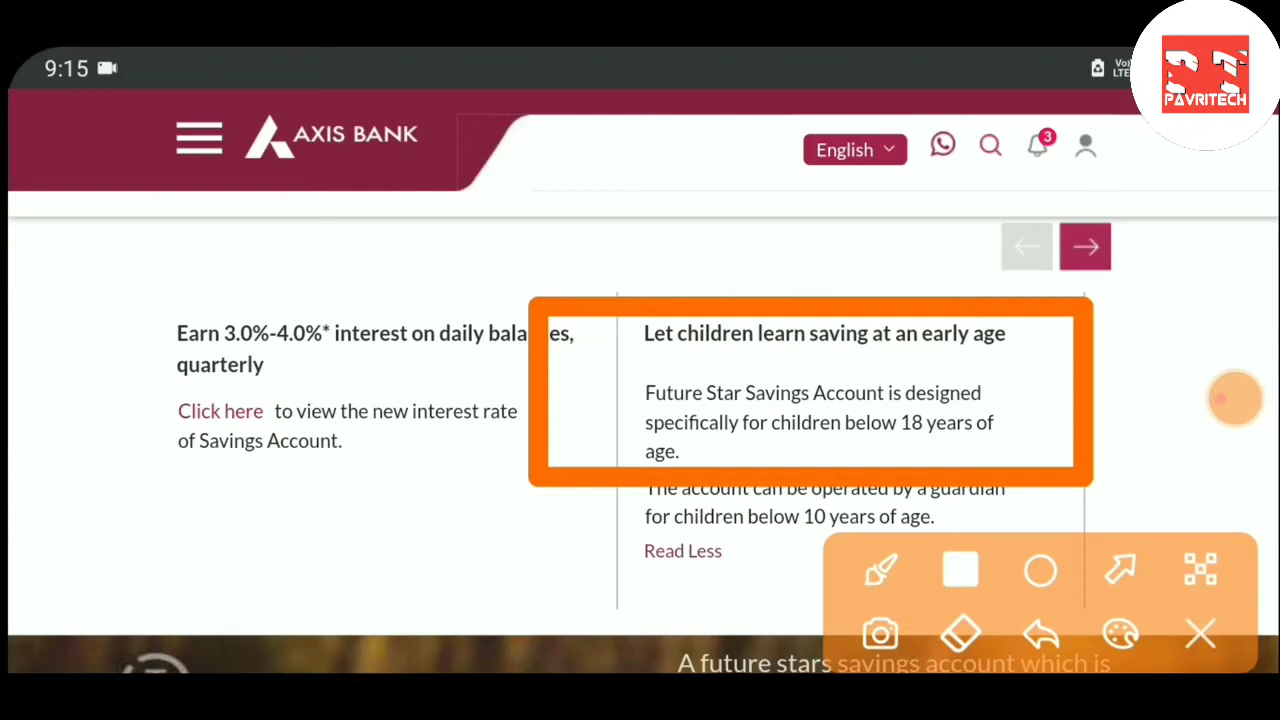 9:15
Vo)
LTE
PAVRITECH
AXIS BANK
English
3
Earn 3.0%-4.0%* interest on daily balances,
quarterly
Click here to view the new interest rate
of Savings Account.
Let children learn saving at an early age
Future Star Savings Account is designed
specifically for children below 18 years of
age.
The account can be operated by a guardian
for children below 10 years of age.
Read Less
A future stars savings account which is